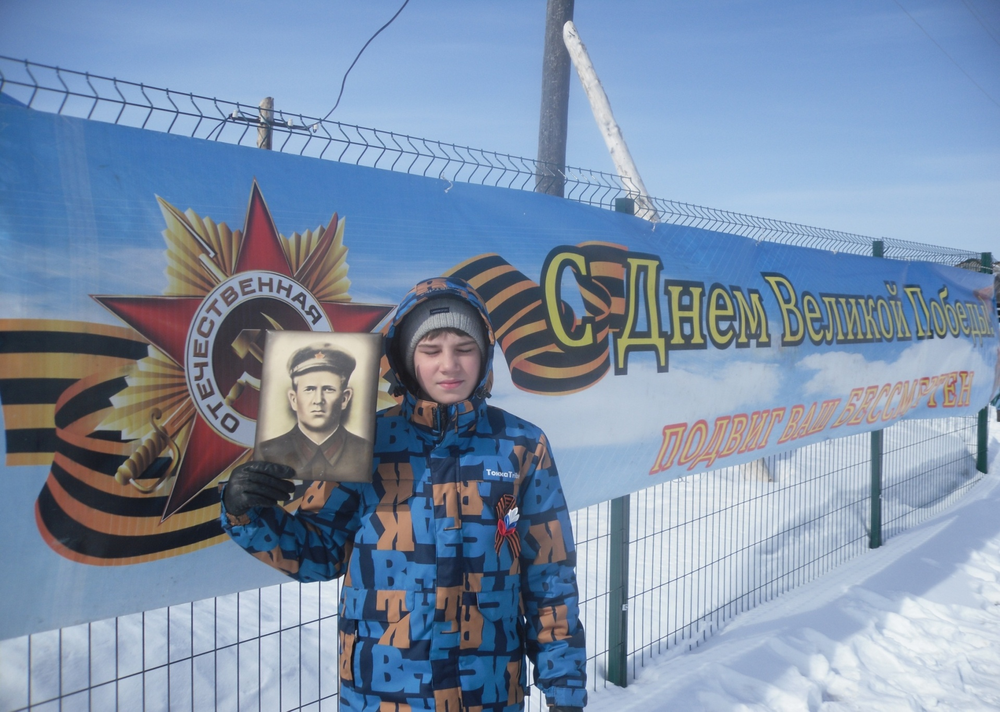 ОТЕЧЕСТВЕННАЯ
С Днем Великой Победы!
ПОДВИГ ВАШ БЕССМЕРТЕН
TokkaTribe